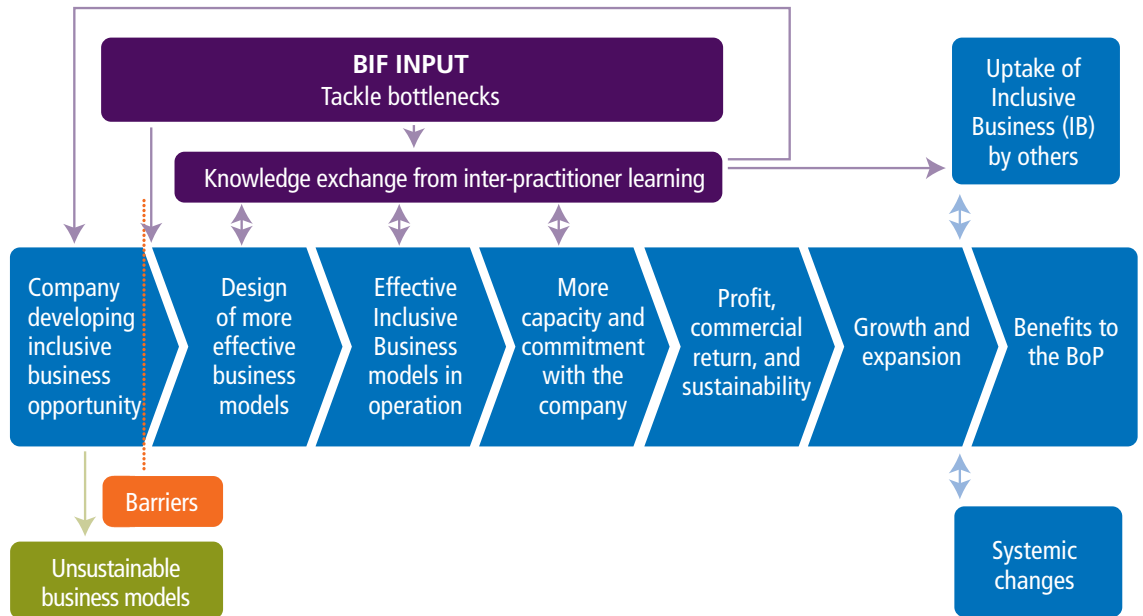 BIF INPUT
Tackle bottlenecks
Uptake of
Inclusive
Business (IB)
by others
Knowledge exchange from inter-practitioner learning
Company
developing
inclusive
business
opportunity
Design
of more
effective
business
models
Effective
Inclusive
Business
models in
operation
More
capacity and
commitment
with the
company
Profit,
commercial
return, and
sustainability
Growth and
expansion
Benefits to
the BoP
Barriers
Unsustainable
business models
Systemic
changes